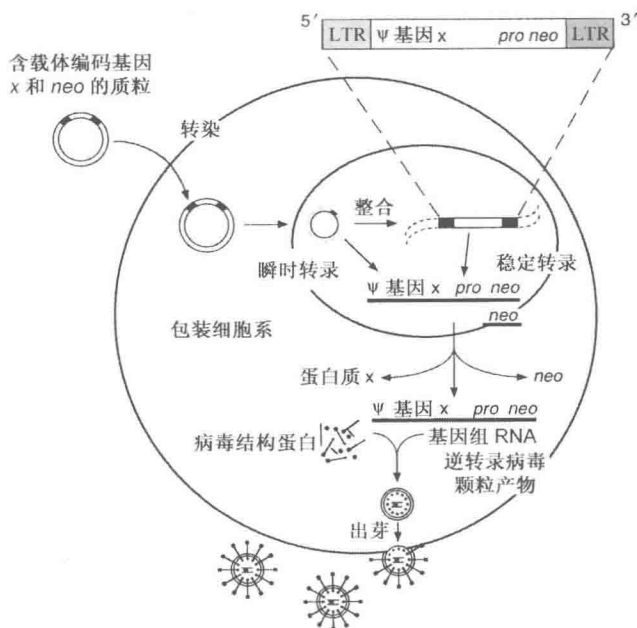 5′ LTR ψ 基因 x pro neo LTR 3′
含载体编码基因
x 和 neo 的质粒
转染
整合
瞬时转录
稳定转录
ψ 基因 x pro neo
neo
包装细胞系
蛋白质 x
neo
ψ 基因 x pro neo
病毒结构蛋白
基因组 RNA
逆转录病毒
颗粒产物
出芽